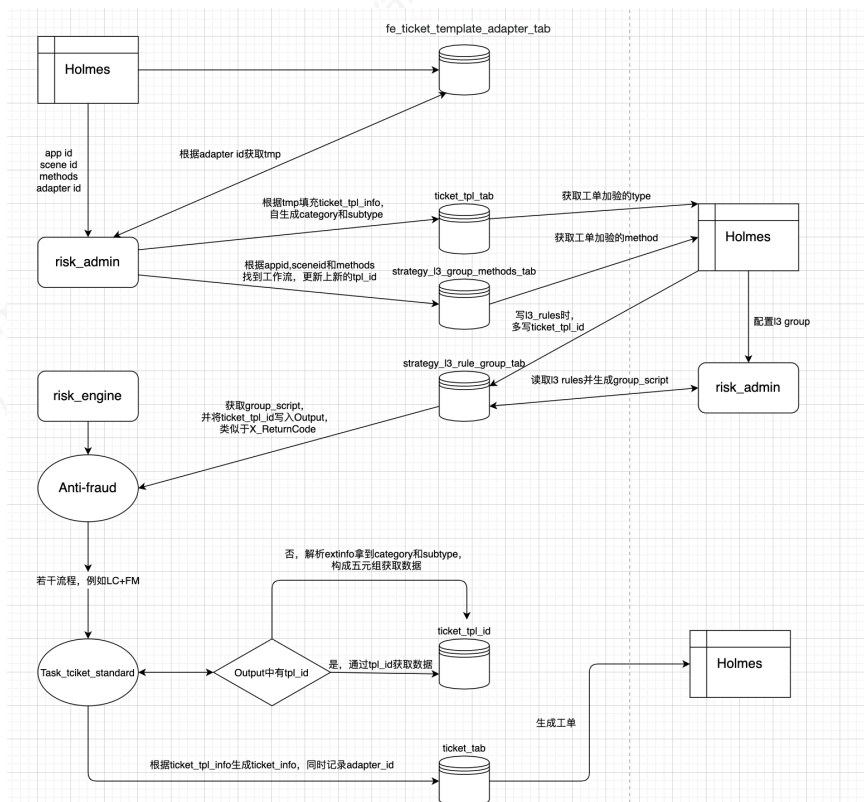 fe_ticket_template_adapter_tab
Holmes
app id
scene id
methods
adapter id
根据adapter id获取tmp
根据tmp填充ticket_tpl_info,
自生成category和subtype
ticket_tpl_tab
获取工单加验的type
Holmes
获取工单加验的method
risk_admin
根据appid,sceneid和methods
找到工作流，更新上新的tpl_id
strategy_l3_group_methods_tab
写l3_rules时，
多写ticket_tpl_id
配置l3 group
strategy_l3_rule_group_tab
读取l3 rules并生成group_script
risk_admin
risk_engine
获取group_script,
并将ticket_tpl_id写入Output,
类似于X_ReturnCode
Anti-fraud
否，解析extinfo拿到category和subtype,
构成五元组获取数据
若干流程，例如LC+FM
ticket_tpl_id
Task_tciket_standard
Output中有tpl_id
是，通过tpl_id获取数据
Holmes
生成工单
ticket_tab
根据ticket_tpl_info生成ticket_info，同时记录adapter_id